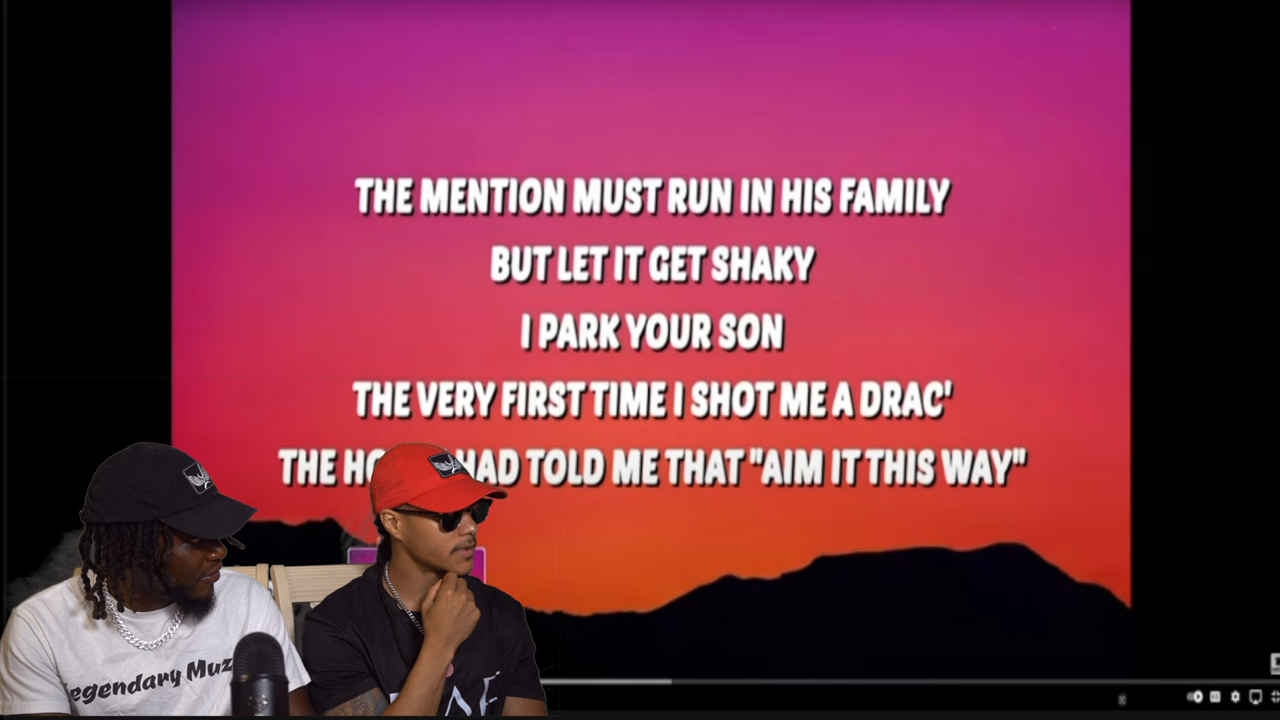 THE MENTION MUST RUN IN HIS FAMILY
BUT LET IT GET SHAKY
I PARK YOUR SON
THE VERY FIRST TIME I SHOT ME A DRAC'
THE HAD TOLD ME THAT "AIM IT THIS WAY"
egendary Muz